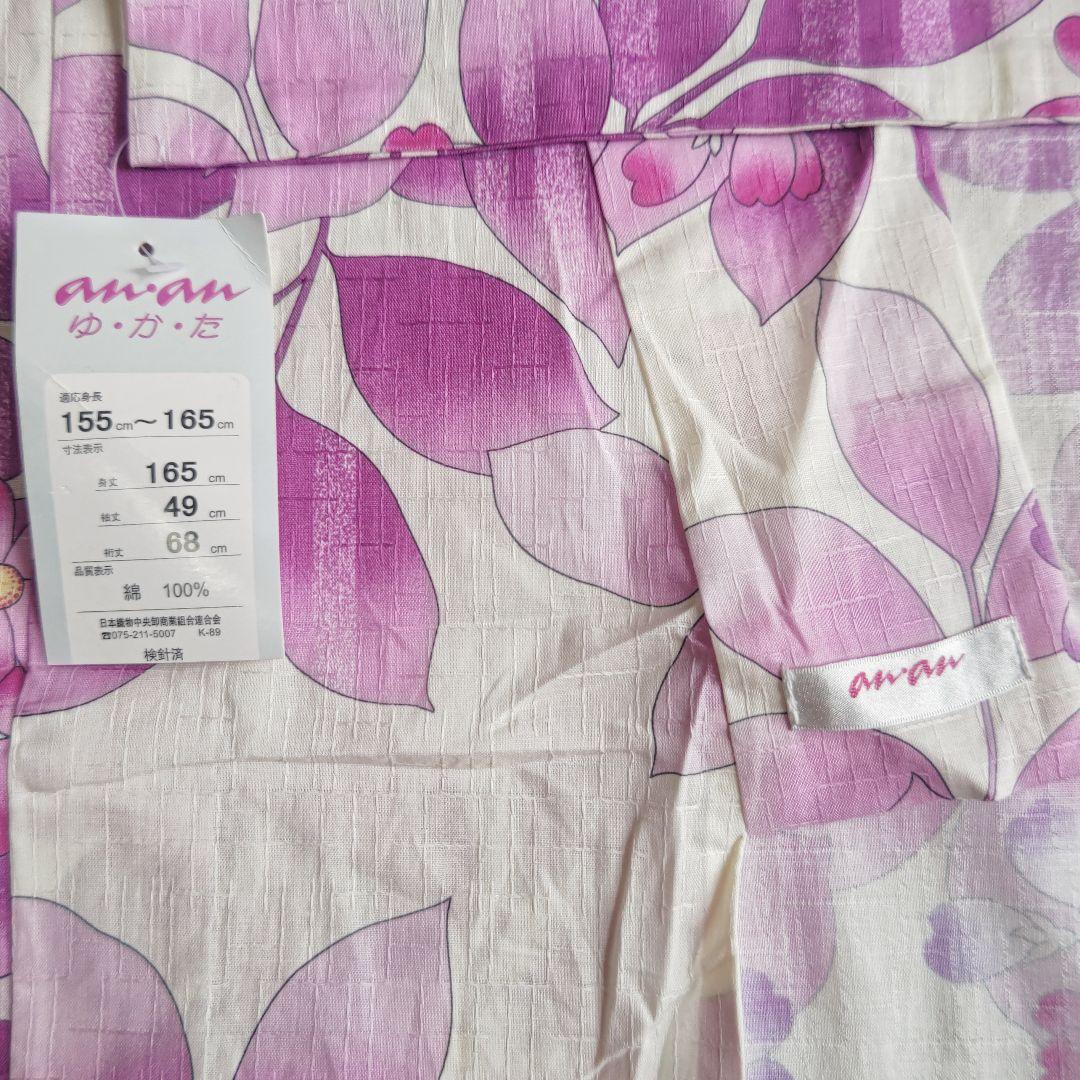 an・an
ゆ・か・た
適応身長
155cm～165cm
寸法表示
身丈 165 cm
袖丈 49 cm
裄丈 68 cm
品質表示
綿 100%
日本織物中央卸商業組合連合会
☎075-211-5007 K-89
検針済
an・an